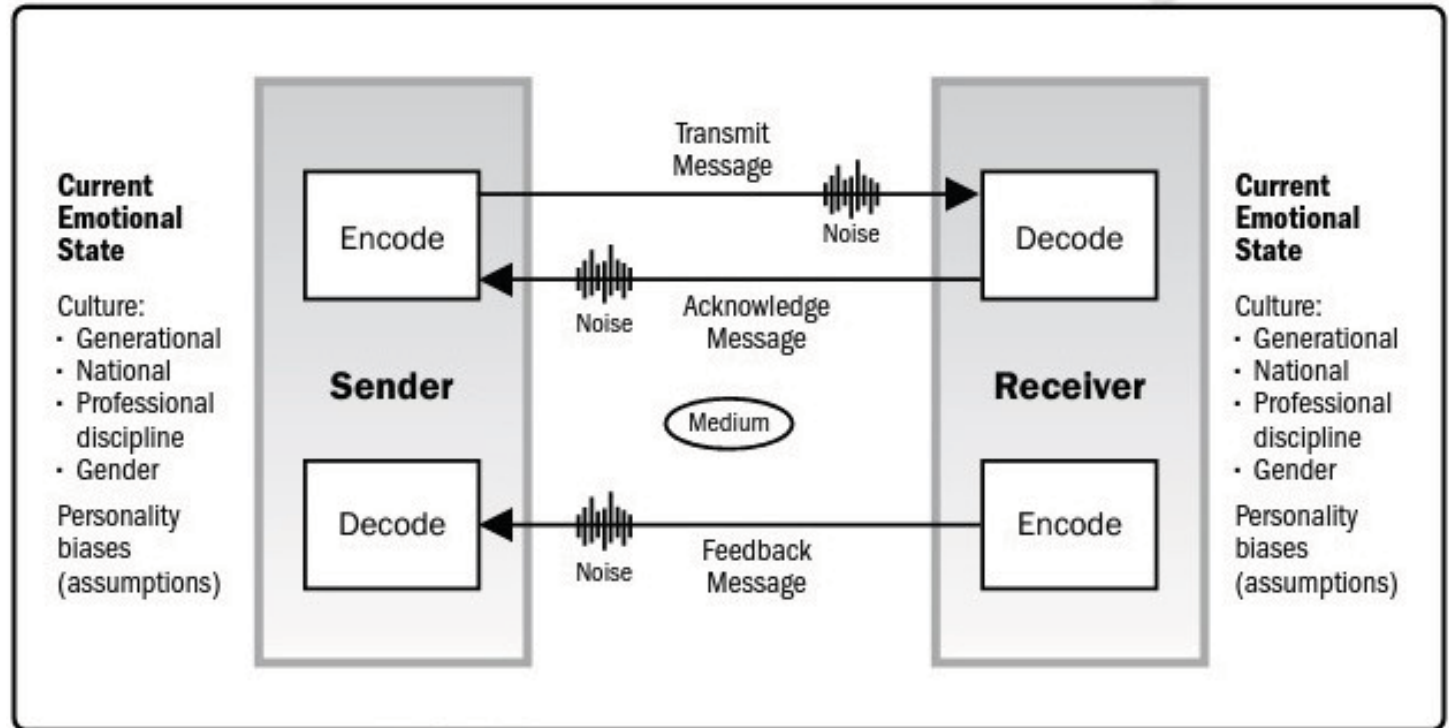 Current
Emotional
State
Culture:
· Generational
· National
· Professional
discipline
· Gender
Personality
biases
(assumptions)
Encode
Sender
Decode
Transmit
Message
Noise
Noise
Acknowledge
Message
Medium
Noise
Feedback
Message
Decode
Receiver
Encode
Current
Emotional
State
Culture:
· Generational
· National
· Professional
discipline
· Gender
Personality
biases
(assumptions)